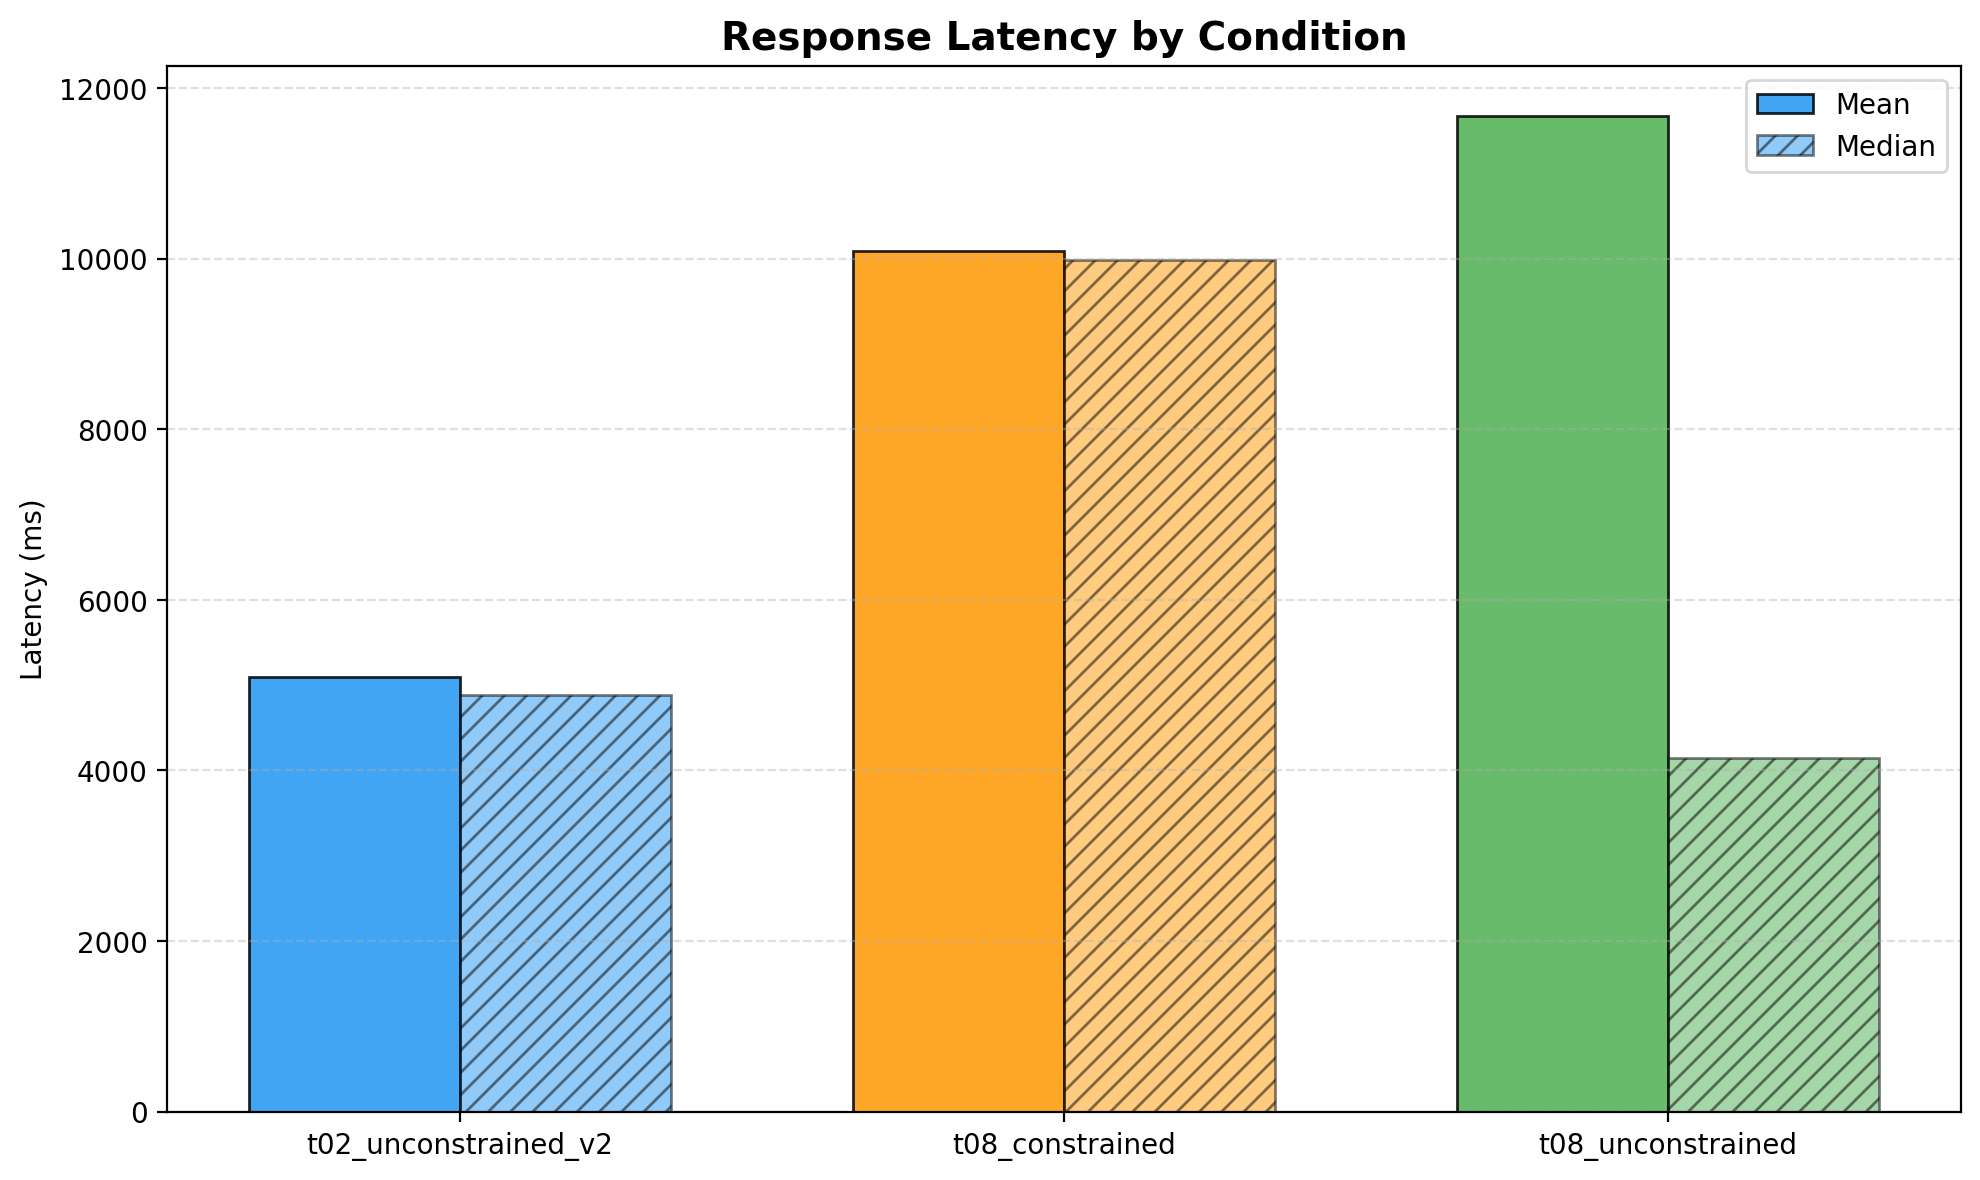 Response Latency by Condition
12000
10000
8000
6000
4000
2000
0
Latency (ms)
Mean
Median
t02_unconstrained_v2
t08_constrained
t08_unconstrained